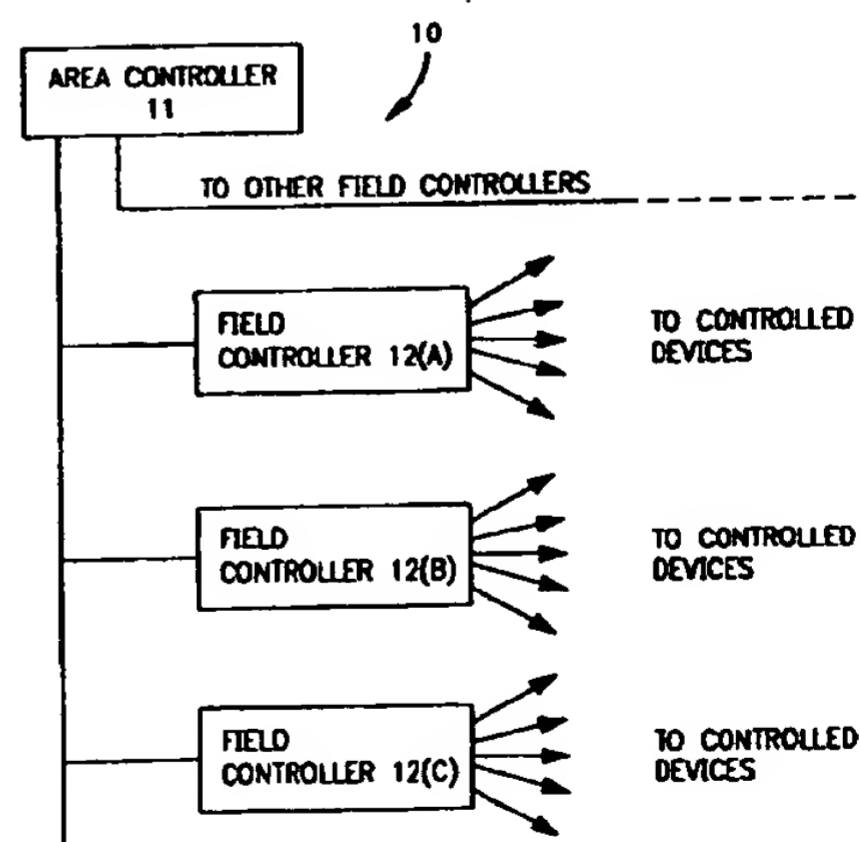 10
AREA CONTROLLER
11
TO OTHER FIELD CONTROLLERS
FIELD
CONTROLLER 12(A)
TO CONTROLLED
DEVICES
FIELD
CONTROLLER 12(B)
TO CONTROLLED
DEVICES
FIELD
CONTROLLER 12(C)
TO CONTROLLED
DEVICES